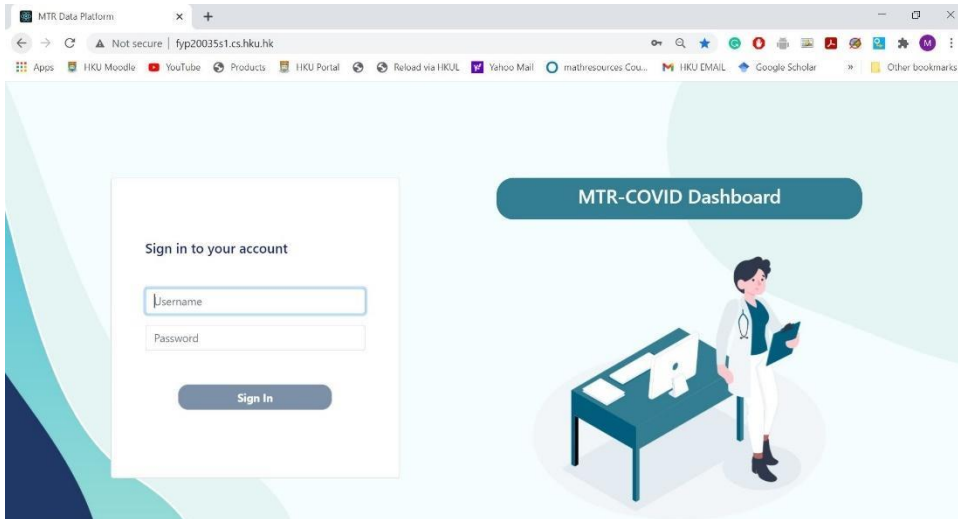 MTR Data Platform
Not secure | fyp20035s1.cs.hku.hk
M
Apps HKU Moodle YouTube Products HKU Portal Reload via HKUL Yahoo Mail mathresources Cou... HKU EMAIL Google Scholar » Other bookmarks
MTR-COVID Dashboard
Sign in to your account
Username
Password
Sign In